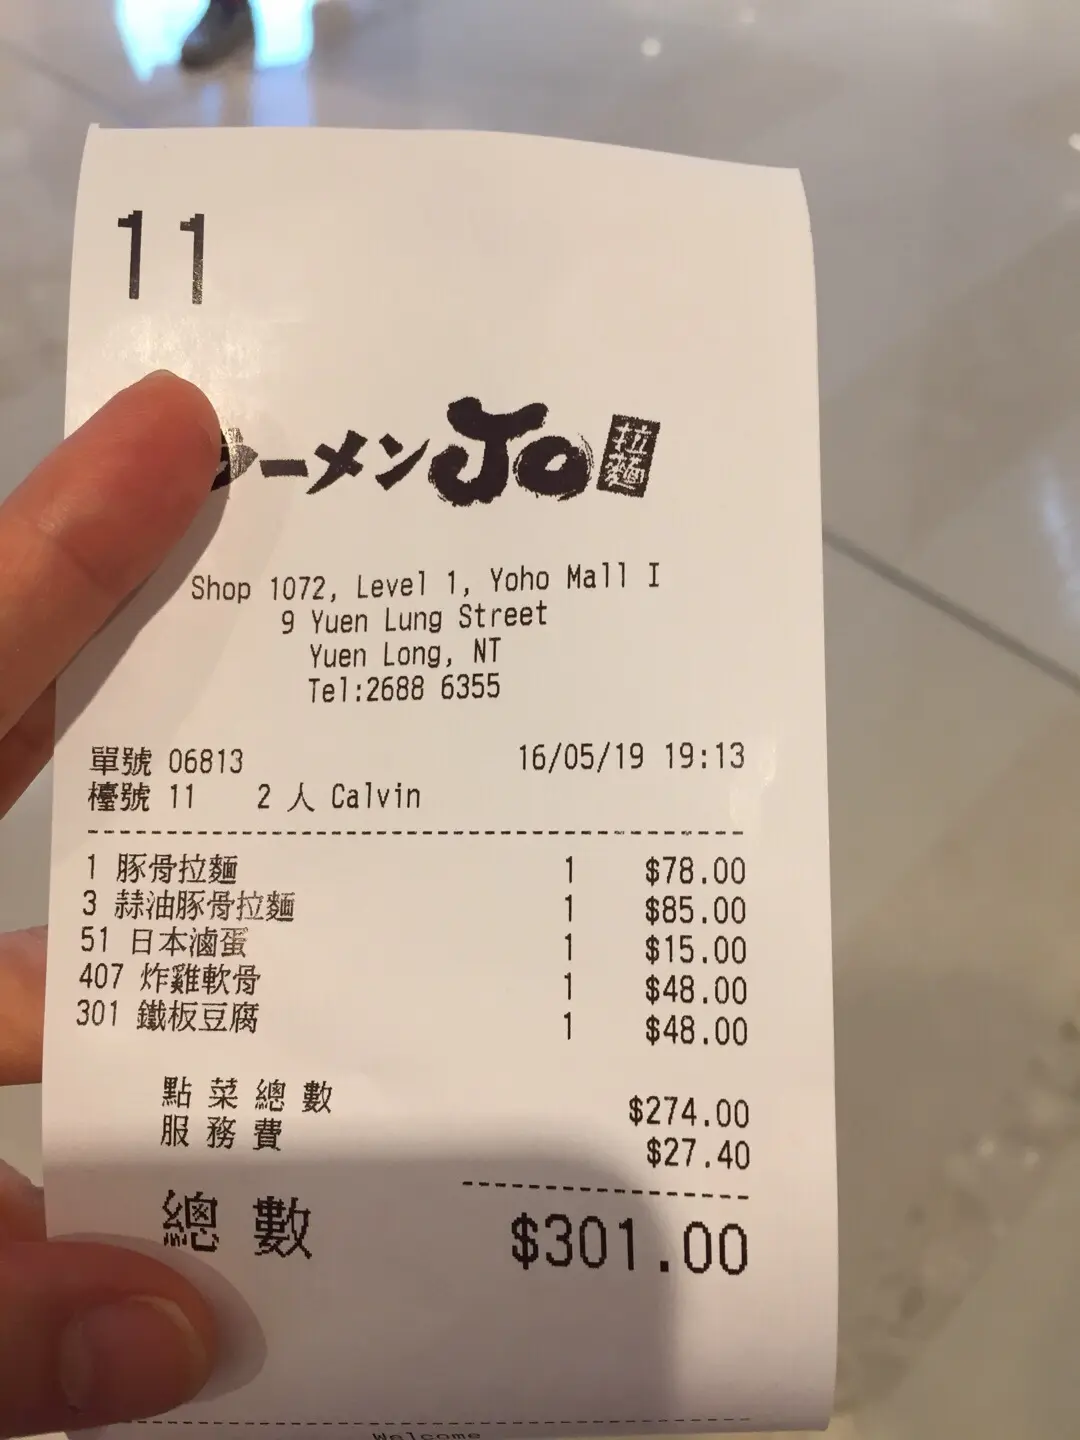 11
ラーメン JO 拉麵
Shop 1072, Level 1, Yoho Mall I
9 Yuen Lung Street
Yuen Long, NT
Tel:2688 6355
單號 06813 16/05/19 19:13
檯號 11 2 人 Calvin
1 豚骨拉麵 1 $78.00
3 蒜油豚骨拉麵 1 $85.00
51 日本滷蛋 1 $15.00
407 炸雞軟骨 1 $48.00
301 鐵板豆腐 1 $48.00
點菜總數 $274.00
服務費 $27.40
總數 $301.00
Welcome